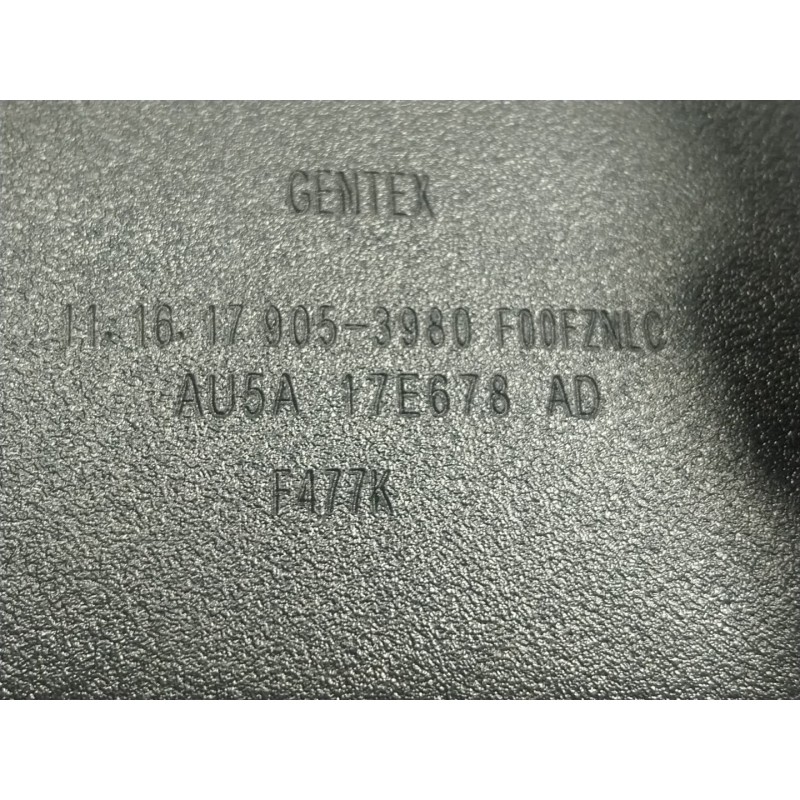 GENTEX
11.16.17 905-3980 F00FZNLC
AU5A 17E678 AD
F477K